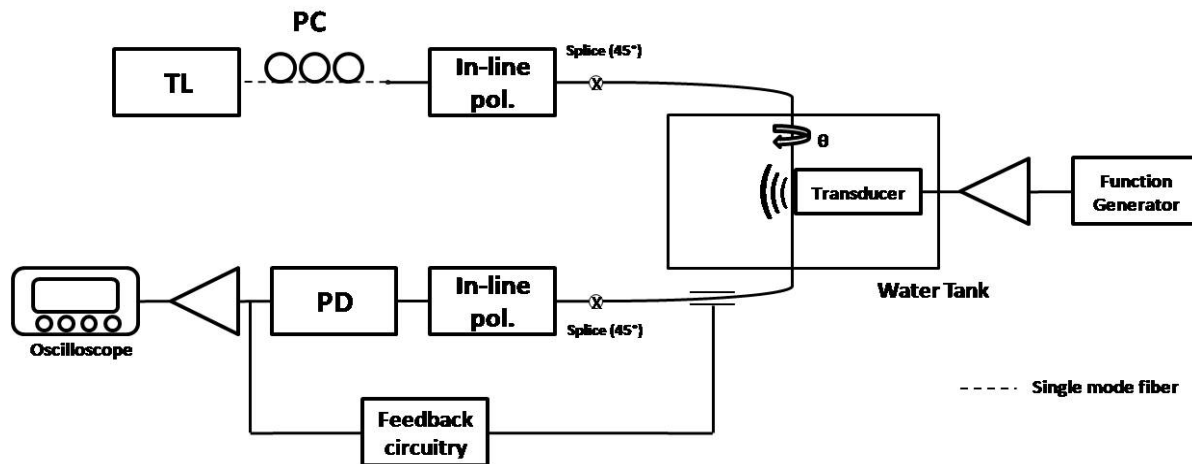 PC
TL
In-line
pol.
Splice (45°)
θ
Transducer
Function
Generator
Water Tank
Oscilloscope
PD
In-line
pol.
Splice (45°)
Feedback
circuitry
Single mode fiber
X
X